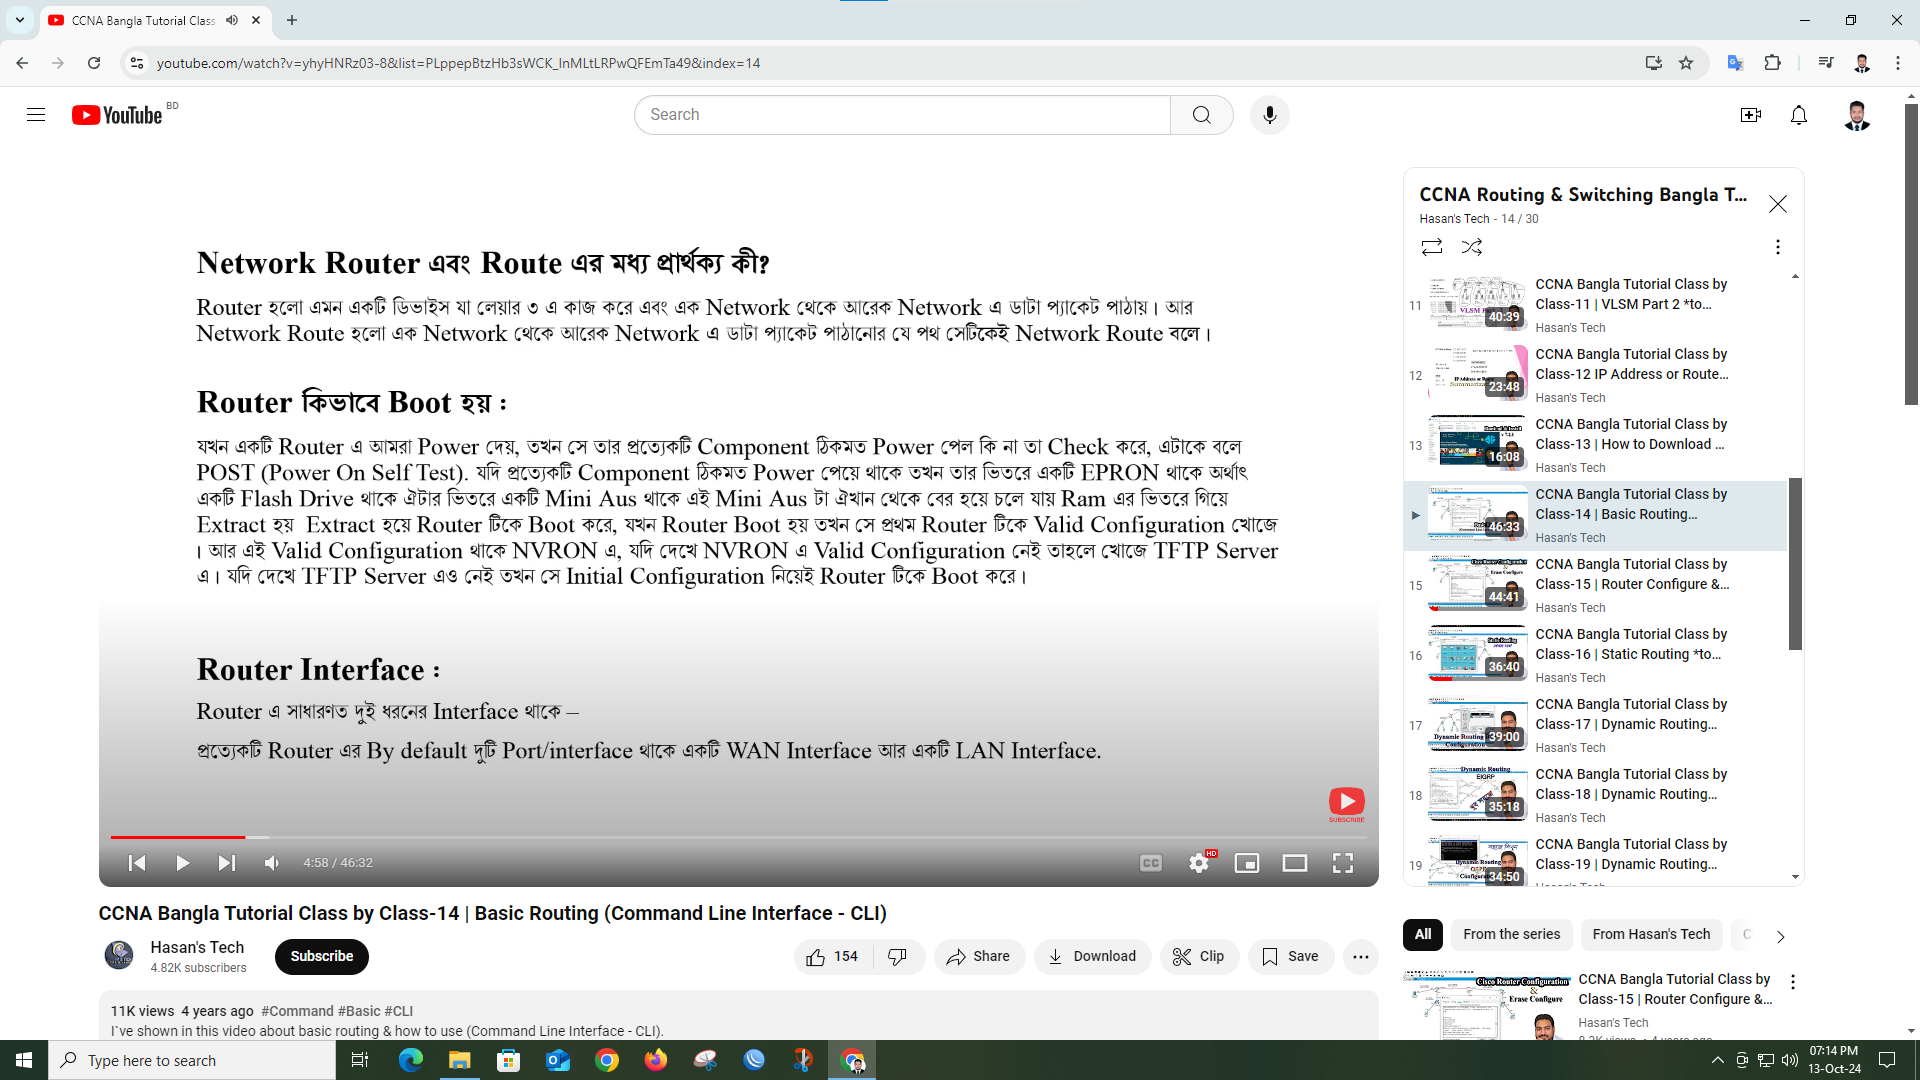 CCNA Bangla Tutorial Class
youtube.com/watch?v=yhyHNRz03-8&list=PLppepBtzHb3sWCK_lnMLtLRPwQFEmTa49&index=14
YouTube BD
Search
Network Router এবং Route এর মধ্য প্রার্থক্য কী?
Router হলো এমন একটি ডিভাইস যা লেয়ার ৩ এ কাজ করে এবং এক Network থেকে আরেক Network এ ডাটা প্যাকেট পাঠায়। আর
Network Route হলো এক Network থেকে আরেক Network এ ডাটা প্যাকেট পাঠানোর যে পথ সেটিকেই Network Route বলে।
Router কিভাবে Boot হয় :
যখন একটি Router এ আমরা Power দেয়, তখন সে তার প্রত্যেকটি Component ঠিকমত Power পেল কি না তা Check করে, এটাকে বলে
POST (Power On Self Test). যদি প্রত্যেকটি Component ঠিকমত Power পেয়ে থাকে তখন তার ভিতরে একটি EPRON থাকে অর্থাৎ
একটি Flash Drive থাকে ঐটার ভিতরে একটি Mini Aus থাকে এই Mini Aus টা ঐখান থেকে বের হয়ে চলে যায় Ram এর ভিতরে গিয়ে
Extract হয় Extract হয়ে Router টিকে Boot করে, যখন Router Boot হয় তখন সে প্রথম Router টিকে Valid Configuration খোজে
। আর এই Valid Configuration থাকে NVRON এ, যদি দেখে NVRON এ Valid Configuration নেই তাহলে খোজে TFTP Server
এ। যদি দেখে TFTP Server এও নেই তখন সে Initial Configuration নিয়েই Router টিকে Boot করে।
Router Interface :
Router এ সাধারণত দুই ধরনের Interface থাকে –
প্রত্যেকটি Router এর By default দুটি Port/interface থাকে একটি WAN Interface আর একটি LAN Interface.
SUBSCRIBE
4:58 / 46:32
CC
HD
CCNA Bangla Tutorial Class by Class-14 | Basic Routing (Command Line Interface - CLI)
Hasan's Tech
4.82K subscribers
Subscribe
154
Share
Download
Clip
Save
11K views 4 years ago #Command #Basic #CLI
I`ve shown in this video about basic routing & how to use (Command Line Interface - CLI).
CCNA Routing & Switching Bangla T...
Hasan's Tech - 14 / 30
11
VLSM Part
40:39
CCNA Bangla Tutorial Class by
Class-11 | VLSM Part 2 *to...
Hasan's Tech
12
23:48
CCNA Bangla Tutorial Class by
Class-12 IP Address or Route...
Hasan's Tech
13
16:08
CCNA Bangla Tutorial Class by
Class-13 | How to Download ...
Hasan's Tech
46:33
CCNA Bangla Tutorial Class by
Class-14 | Basic Routing...
Hasan's Tech
15
44:41
CCNA Bangla Tutorial Class by
Class-15 | Router Configure &...
Hasan's Tech
16
36:40
CCNA Bangla Tutorial Class by
Class-16 | Static Routing *to...
Hasan's Tech
17
39:00
CCNA Bangla Tutorial Class by
Class-17 | Dynamic Routing...
Hasan's Tech
18
Dynamic Routing
EIGRP
35:18
CCNA Bangla Tutorial Class by
Class-18 | Dynamic Routing...
Hasan's Tech
19
34:50
CCNA Bangla Tutorial Class by
Class-19 | Dynamic Routing...
All
From the series
From Hasan's Tech
Cisco Router Configuration
&
Erase Configure
CCNA Bangla Tutorial Class by
Class-15 | Router Configure &...
Hasan's Tech
Type here to search
07:14 PM
13-Oct-24